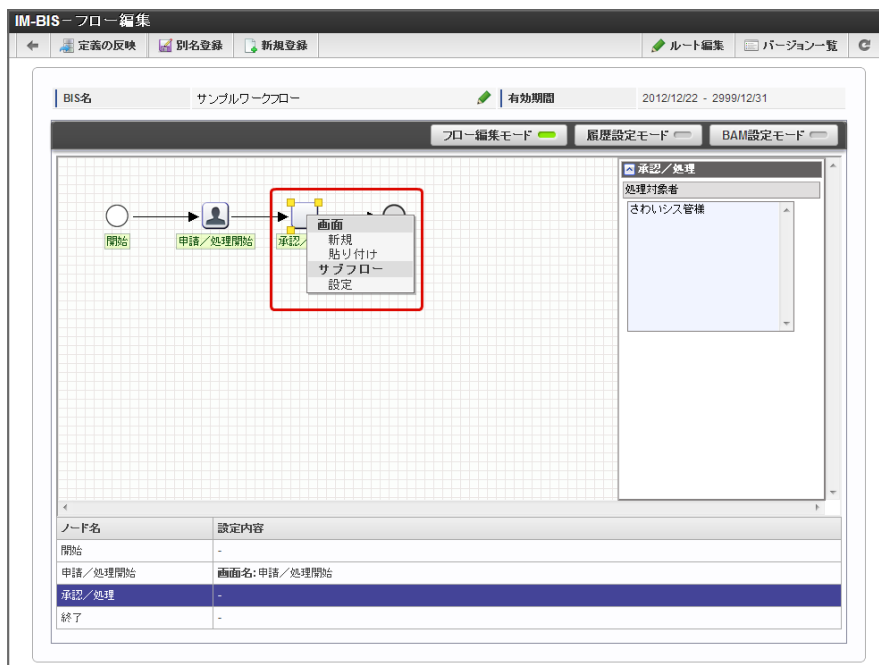 IM-BIS－フロー編集
定義の反映 別名登録 新規登録 ルート編集 バージョン一覧
BIS名 サンプルワークフロー 有効期間 2012/12/22 - 2999/12/31
フロー編集モード 履歴設定モード BAM設定モード
承認／処理
処理対象者
さわいシス管様
開始
申請／処理開始
承認／
画面
新規
貼り付け
サブフロー
設定
ノード名 設定内容
開始 -
申請／処理開始 画面名:申請／処理開始
承認／処理 -
終了 -